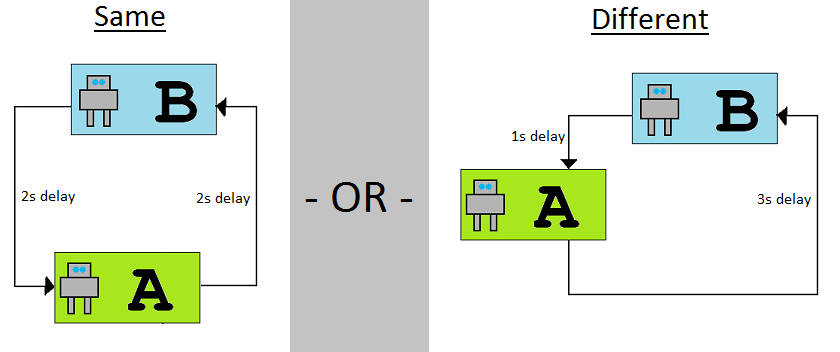 Same
B
2s delay
2s delay
A
- OR -
Different
B
1s delay
A
3s delay